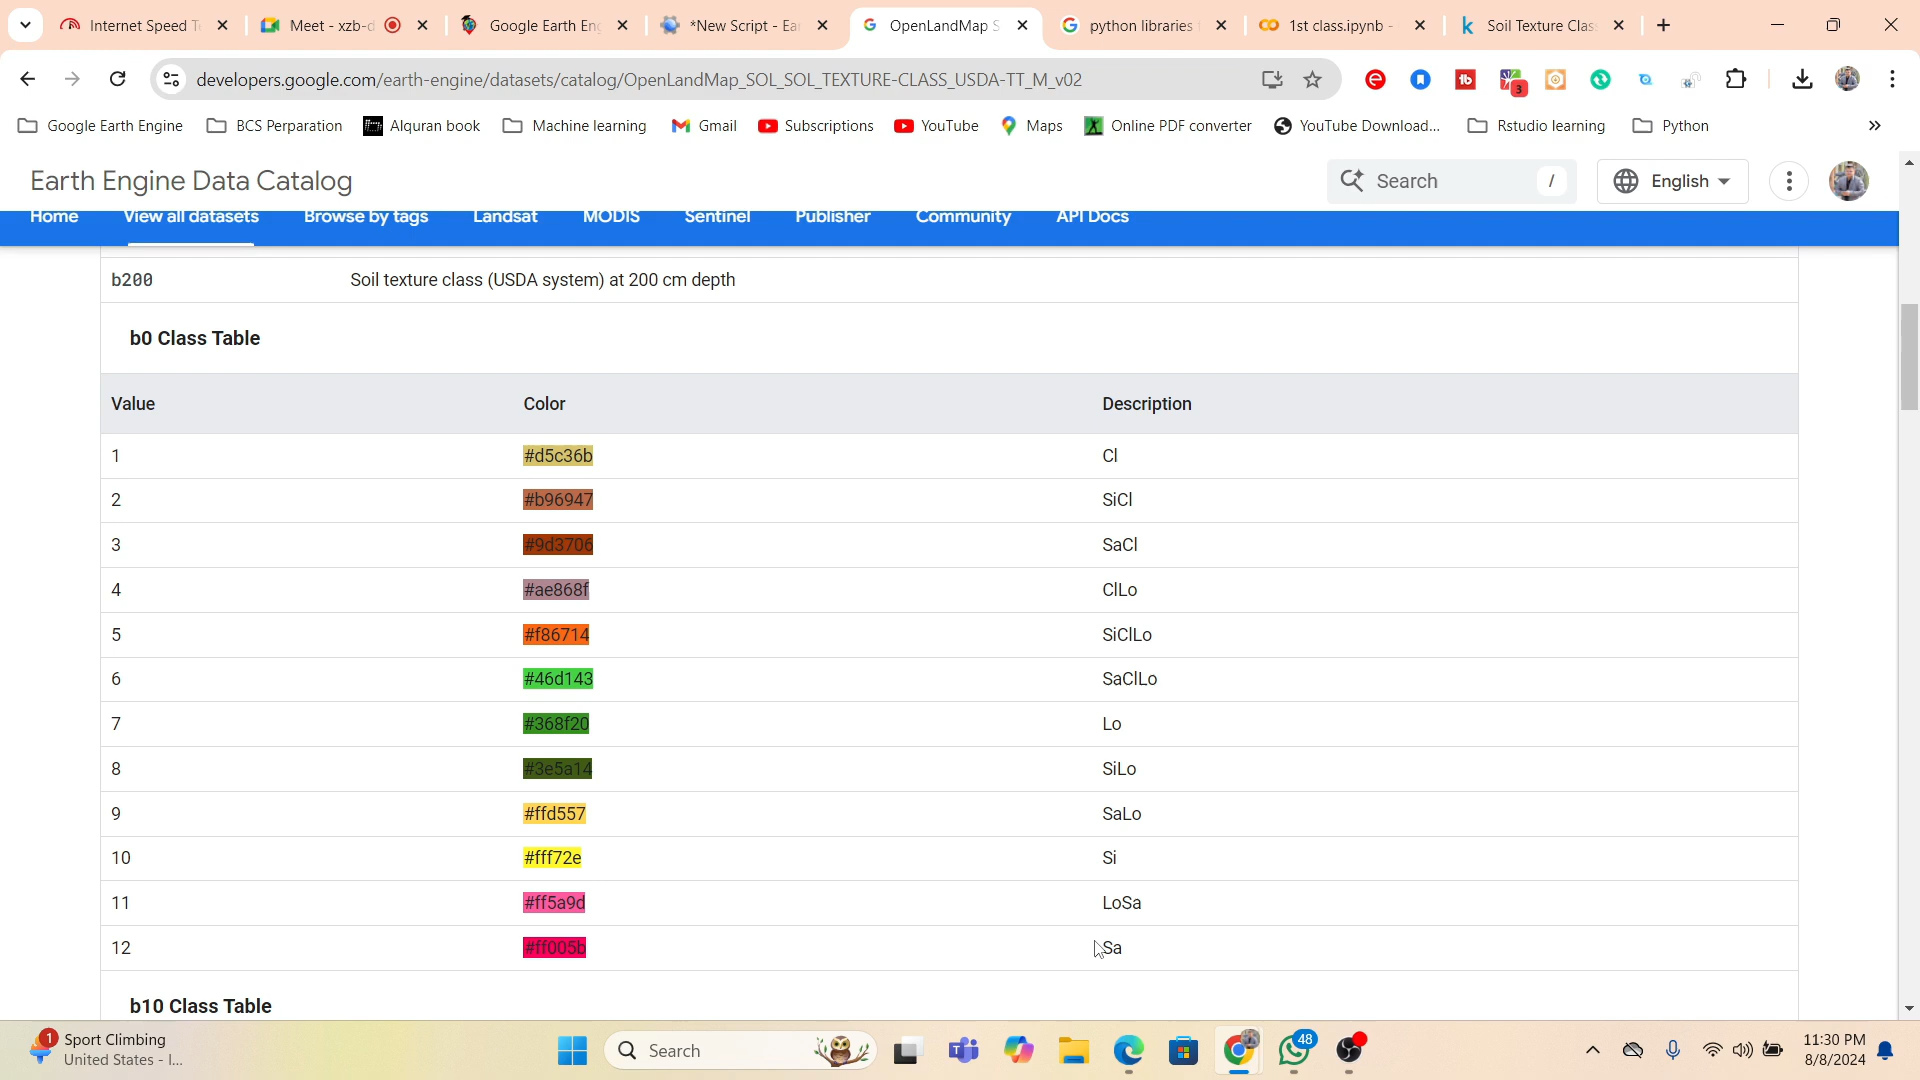 Internet Speed T
Meet - xzb-d
Google Earth Eng
*New Script - Ea
OpenLandMap S
python libraries
1st class.ipynb -
Soil Texture Clas
developers.google.com/earth-engine/datasets/catalog/OpenLandMap_SOL_SOL_TEXTURE-CLASS_USDA-TT_M_v02
3
Google Earth Engine
BCS Perparation
Alquran book
Machine learning
Gmail
Subscriptions
YouTube
Maps
Online PDF converter
YouTube Download...
Rstudio learning
Python
Earth Engine Data Catalog
Search /
English
Home
View all datasets
Browse by tags
Landsat
MODIS
Sentinel
Publisher
Community
API Docs
b200 Soil texture class (USDA system) at 200 cm depth
b0 Class Table
Value Color Description
1 #d5c36b Cl
2 #b96947 SiCl
3 #9d3706 SaCl
4 #ae868f ClLo
5 #f86714 SiClLo
6 #46d143 SaClLo
7 #368f20 Lo
8 #3e5a14 SiLo
9 #ffd557 SaLo
10 #fff72e Si
11 #ff5a9d LoSa
12 #ff005b Sa
b10 Class Table
1
Sport Climbing
United States - I...
Search
48
11:30 PM
8/8/2024